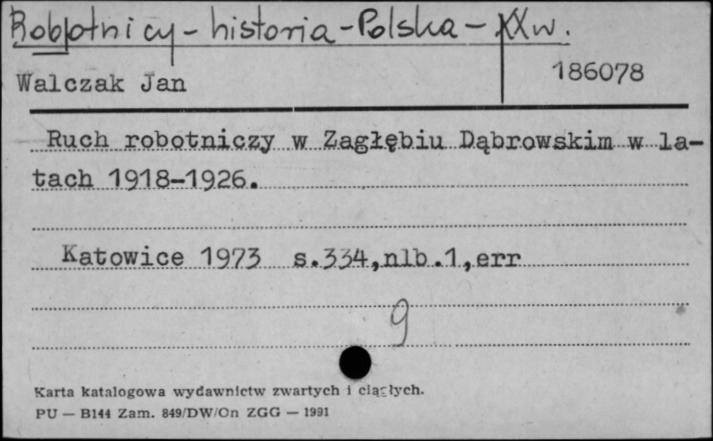 Robotnicy - historia - Polska - XXw.
Walczak Jan 186078
Ruch robotniczy w Zagłębiu Dąbrowskim w la-
tach 1918-1926.
Katowice 1973 s.334,nlb.1,err
9
Karta katalogowa wydawnictw zwartych i ciągłych.
PU — B144 Zam. 849/DW/On ZGG — 1991